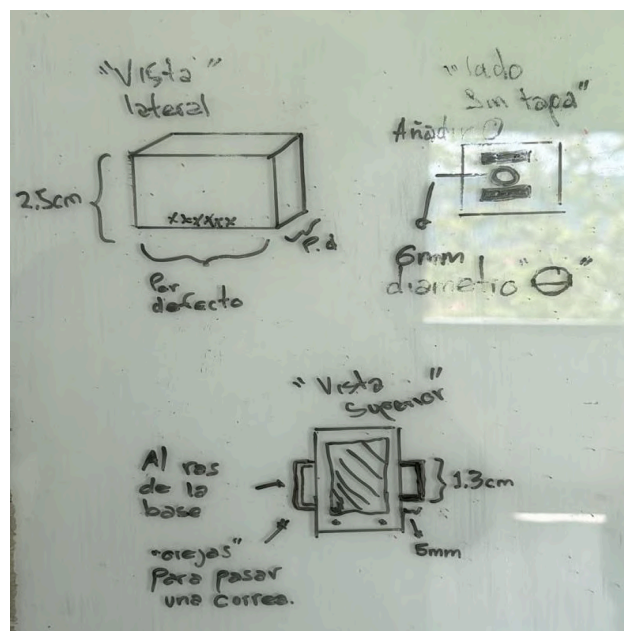 "Vista"
lateral
2.5cm
xxxxxx
P.d
Por
defecto
"lado
Sin tapa"
Añadir O
6mm
diametro "⊖"
"Vista
Superior"
Al ras
de la
base
"orejas"
Para pasar
una correa.
1.3cm
5mm